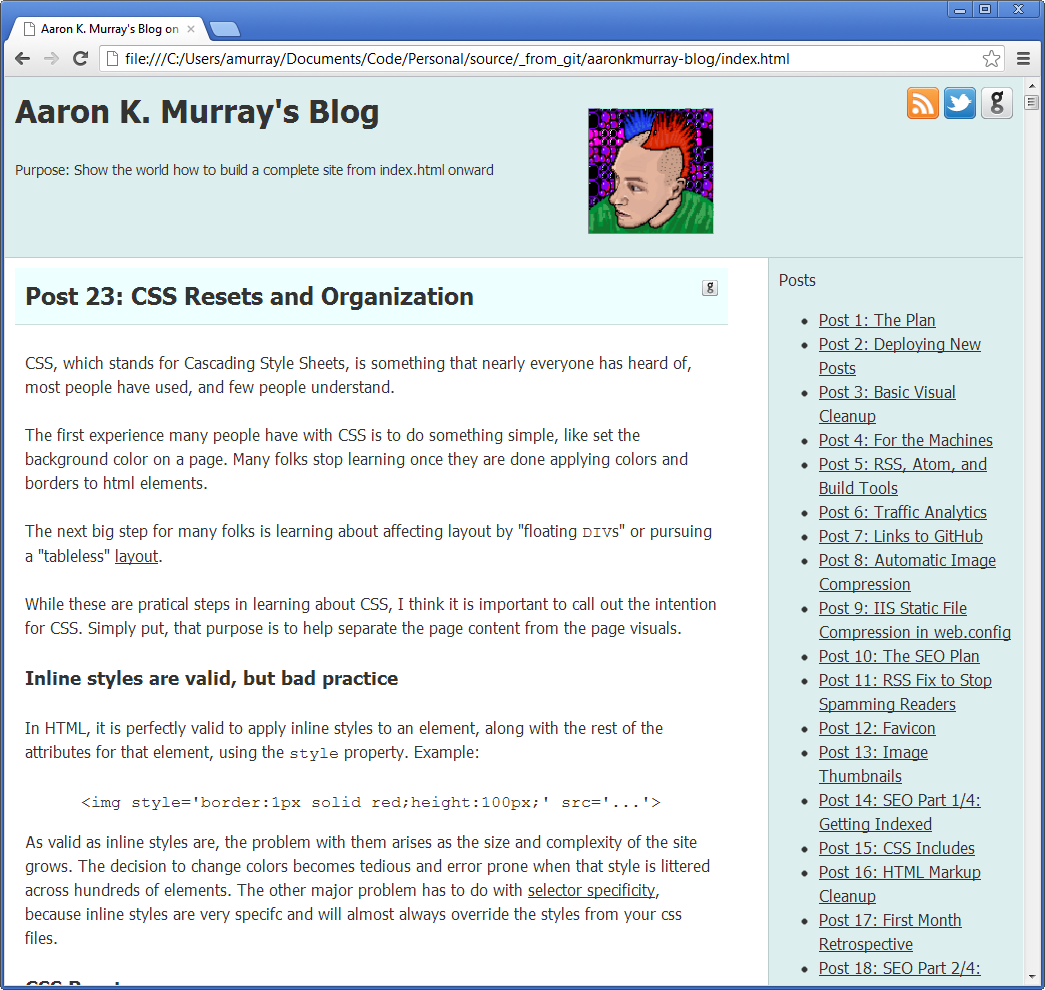 Aaron K. Murray's Blog on
file:///C:/Users/amurray/Documents/Code/Personal/source/_from_git/aaronkmurray-blog/index.html
Aaron K. Murray's Blog
g
Purpose: Show the world how to build a complete site from index.html onward
Post 23: CSS Resets and Organization
g
CSS, which stands for Cascading Style Sheets, is something that nearly everyone has heard of,
most people have used, and few people understand.
The first experience many people have with CSS is to do something simple, like set the
background color on a page. Many folks stop learning once they are done applying colors and
borders to html elements.
The next big step for many folks is learning about affecting layout by "floating DIVs" or pursuing
a "tableless" layout.
While these are pratical steps in learning about CSS, I think it is important to call out the intention
for CSS. Simply put, that purpose is to help separate the page content from the page visuals.
Inline styles are valid, but bad practice
In HTML, it is perfectly valid to apply inline styles to an element, along with the rest of the
attributes for that element, using the style property. Example:
<img style='border:1px solid red;height:100px;' src='...'>
As valid as inline styles are, the problem with them arises as the size and complexity of the site
grows. The decision to change colors becomes tedious and error prone when that style is littered
across hundreds of elements. The other major problem has to do with selector specificity,
because inline styles are very specifc and will almost always override the styles from your css
files.
Posts
Post 1: The Plan
Post 2: Deploying New
Posts
Post 3: Basic Visual
Cleanup
Post 4: For the Machines
Post 5: RSS, Atom, and
Build Tools
Post 6: Traffic Analytics
Post 7: Links to GitHub
Post 8: Automatic Image
Compression
Post 9: IIS Static File
Compression in web.config
Post 10: The SEO Plan
Post 11: RSS Fix to Stop
Spamming Readers
Post 12: Favicon
Post 13: Image
Thumbnails
Post 14: SEO Part 1/4:
Getting Indexed
Post 15: CSS Includes
Post 16: HTML Markup
Cleanup
Post 17: First Month
Retrospective
Post 18: SEO Part 2/4: